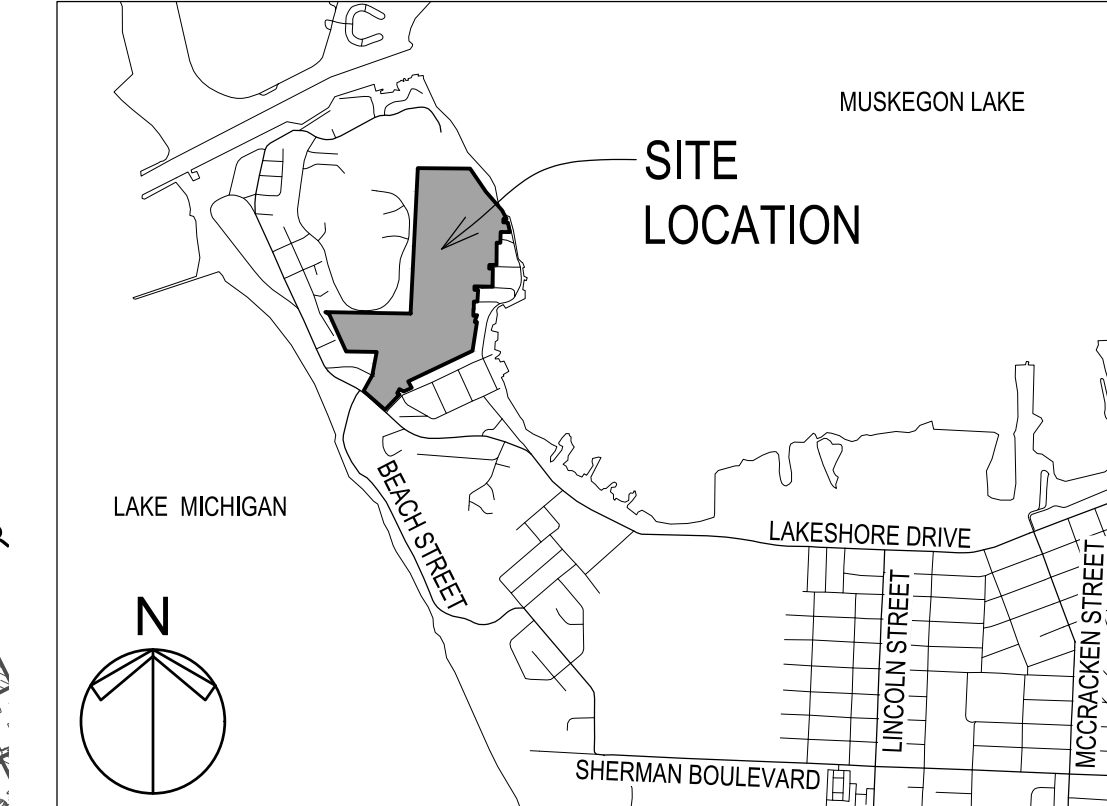 MUSKEGON LAKE
SITE
LOCATION
LAKE MICHIGAN
BEACH STREET
LAKESHORE DRIVE
LINCOLN STREET
MCCRACKEN STREET
N
SHERMAN BOULEVARD